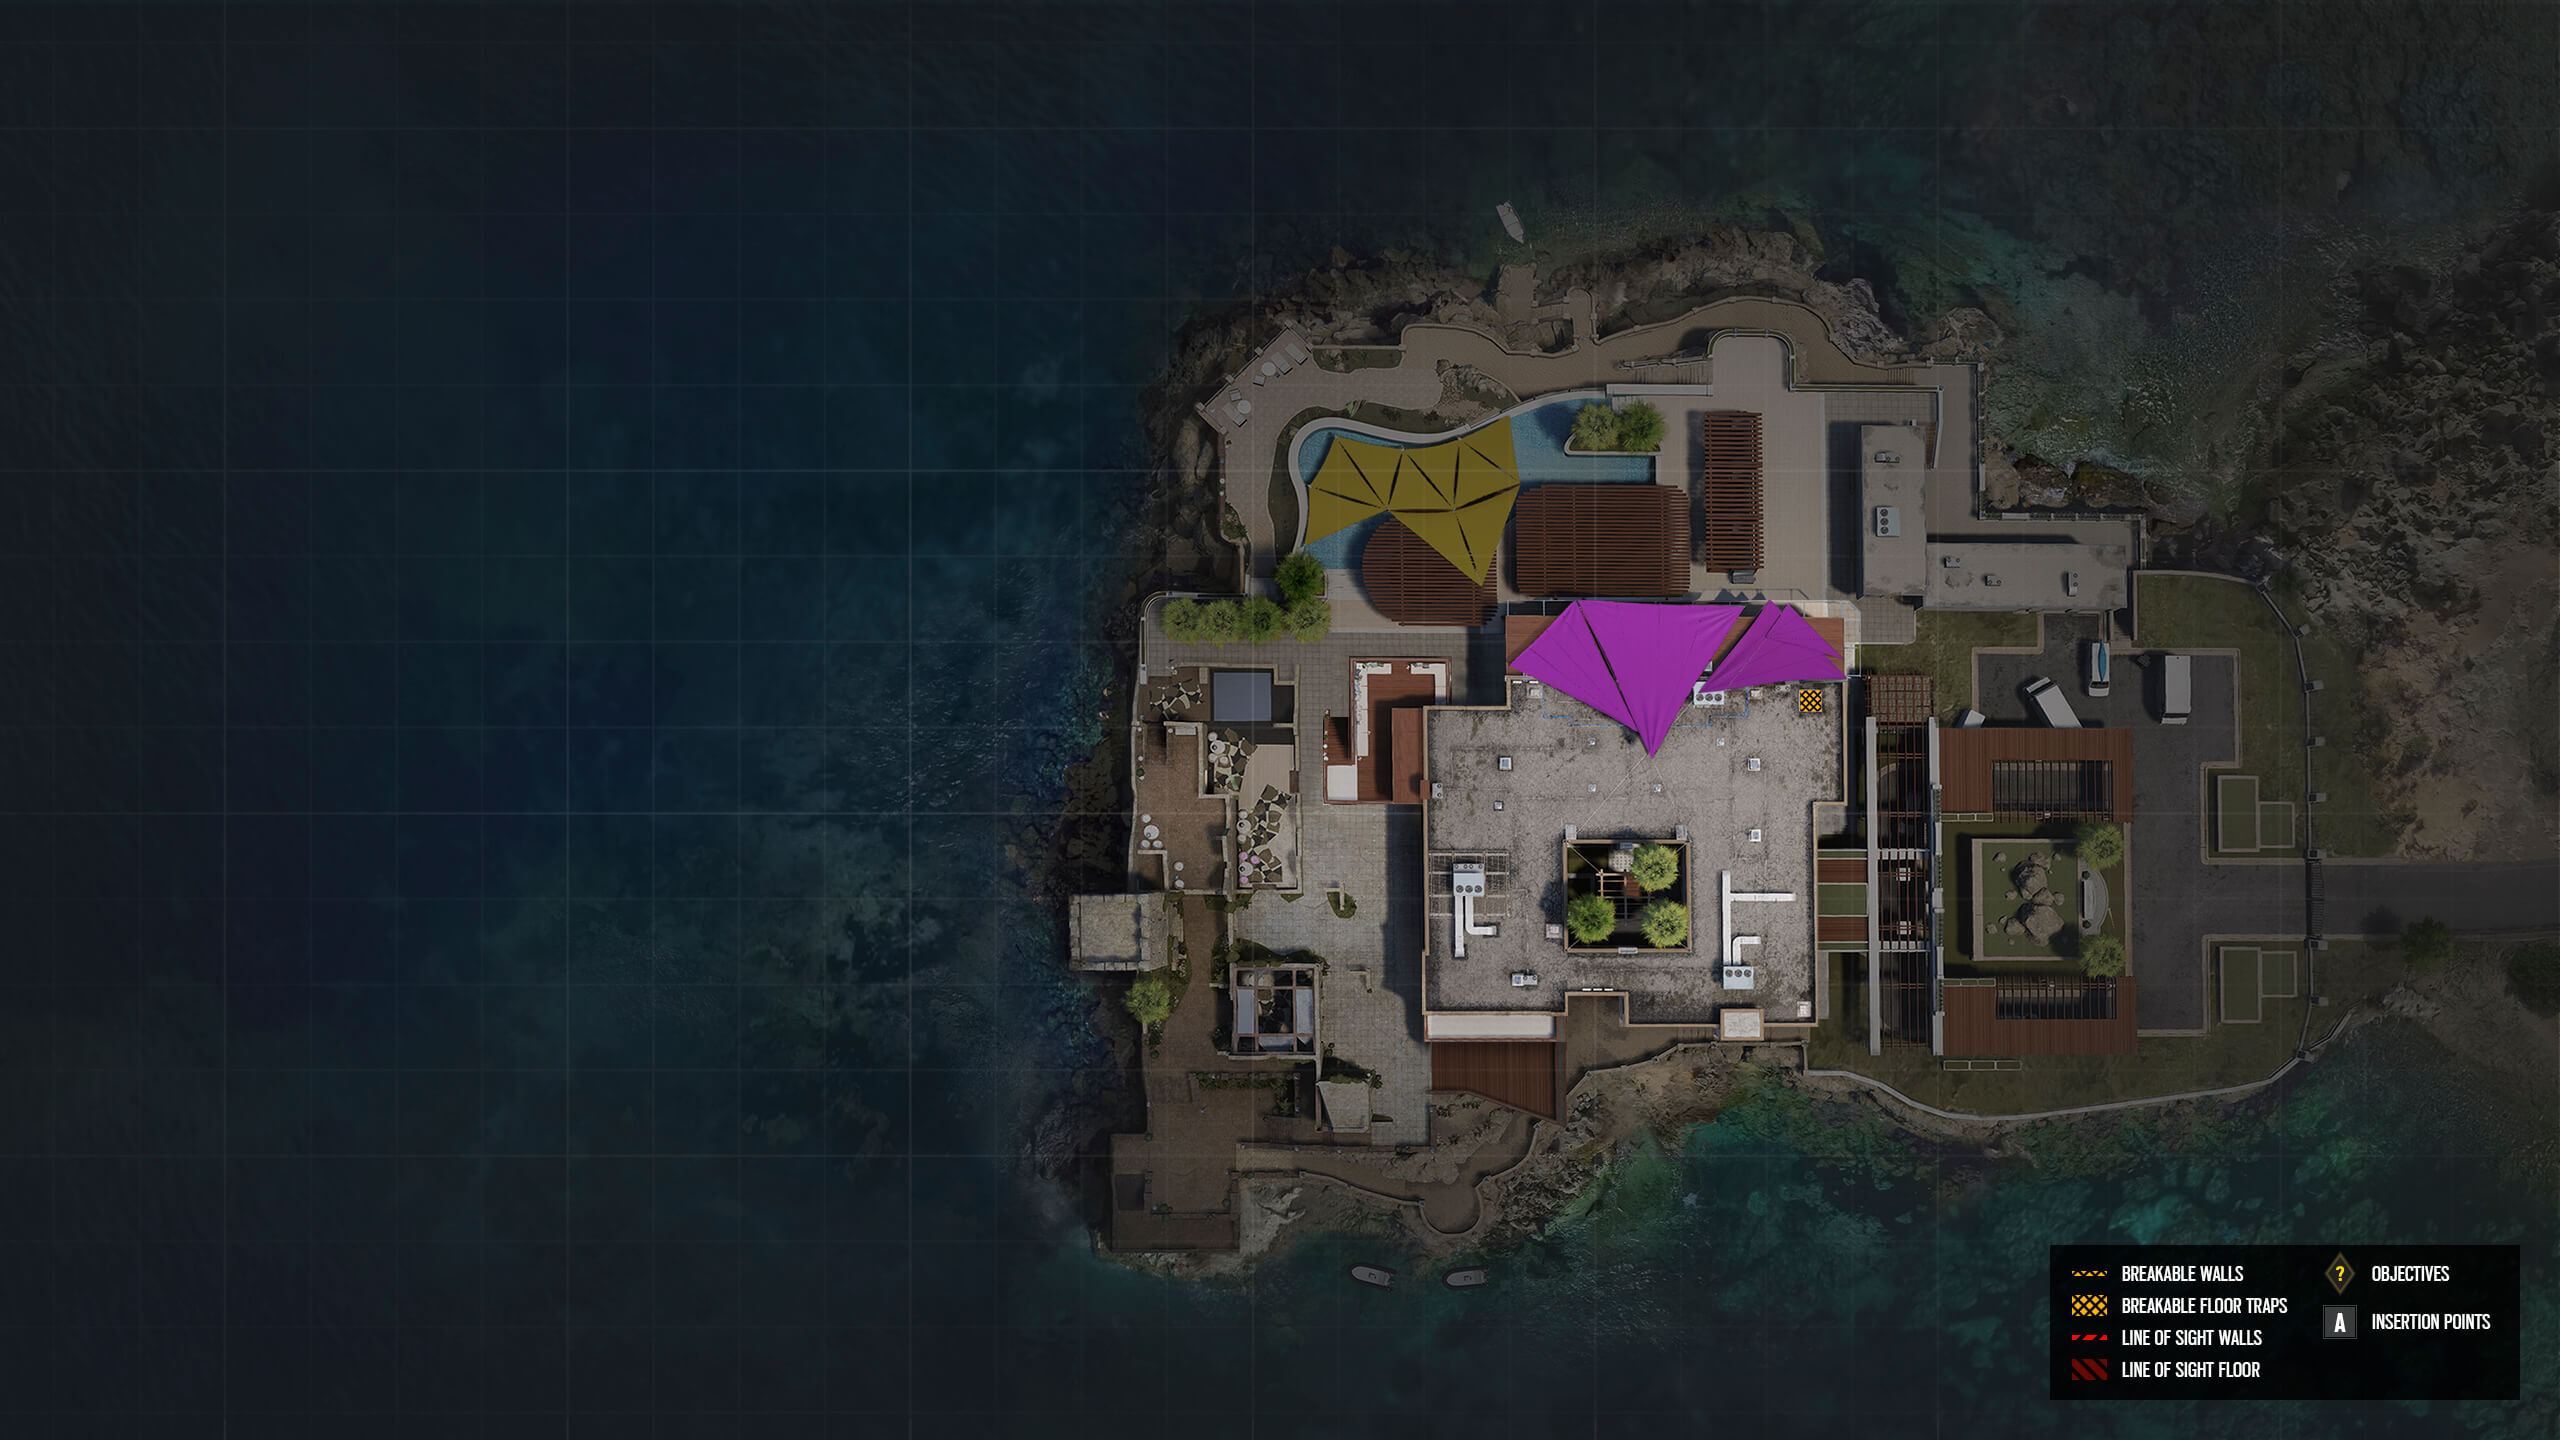 BREAKABLE WALLS
BREAKABLE FLOOR TRAPS
LINE OF SIGHT WALLS
LINE OF SIGHT FLOOR
? OBJECTIVES
A INSERTION POINTS